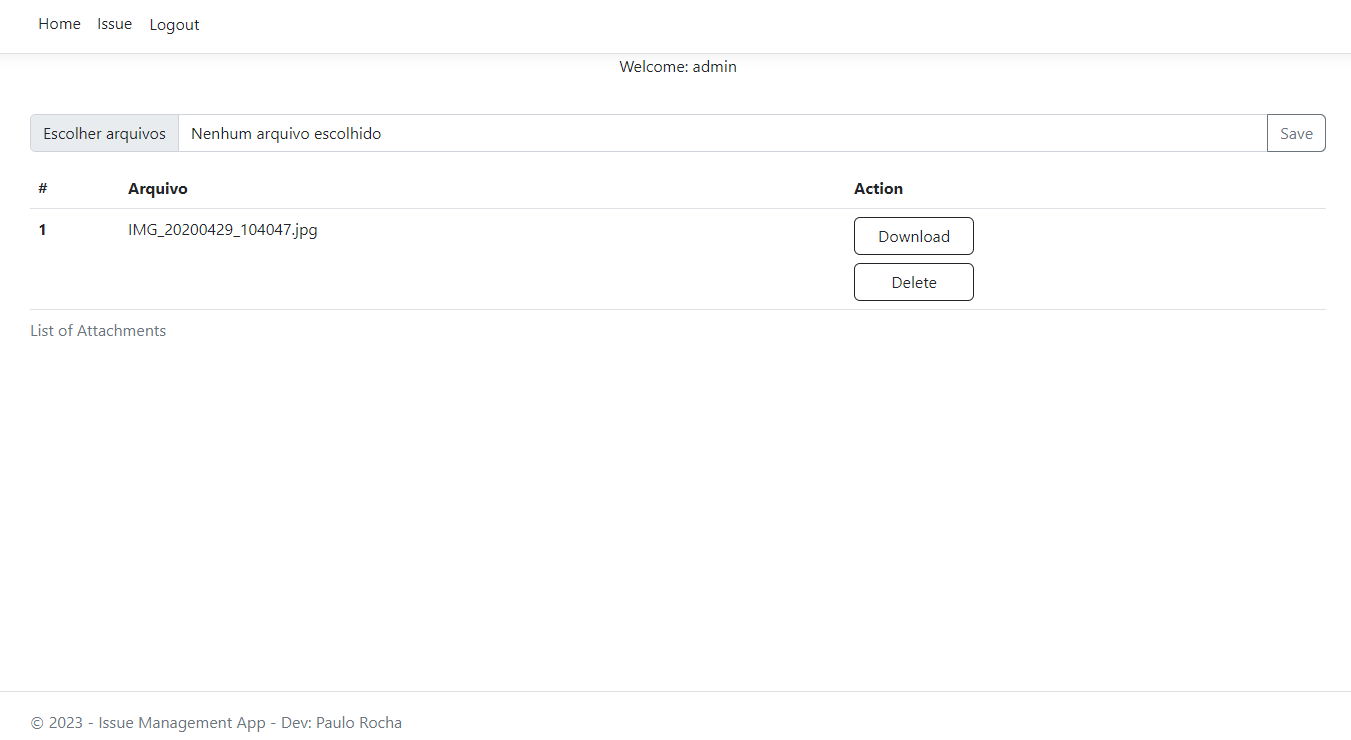 Home Issue Logout
Welcome: admin
Escolher arquivos Nenhum arquivo escolhido Save
# Arquivo Action
1 IMG_20200429_104047.jpg Download
Delete
List of Attachments
© 2023 - Issue Management App - Dev: Paulo Rocha